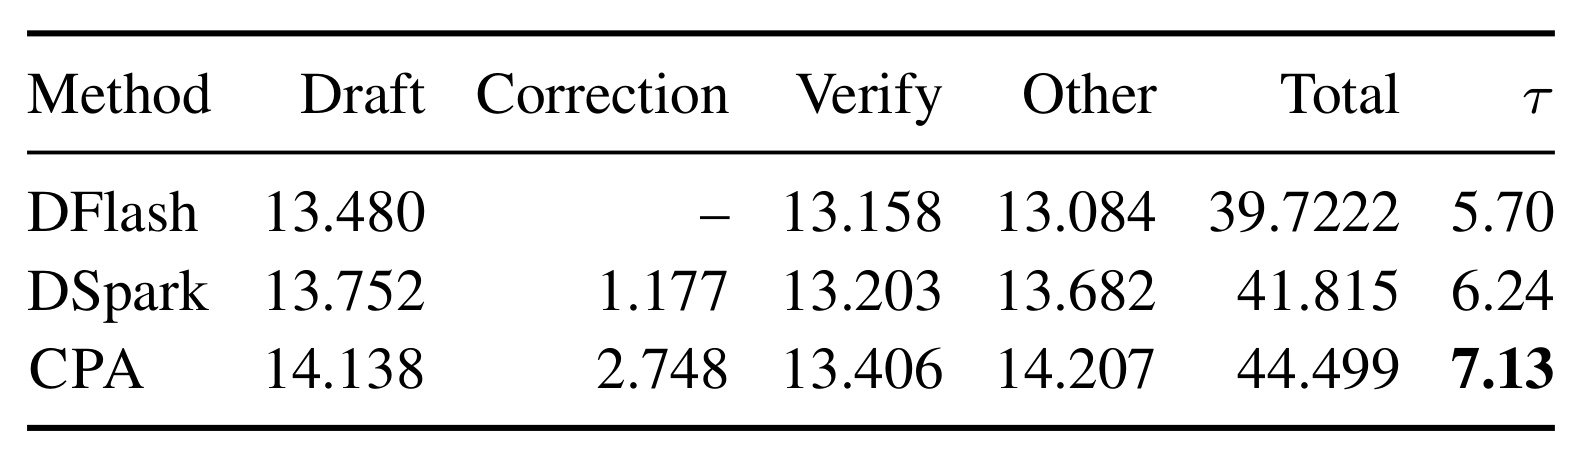 Method Draft Correction Verify Other Total τ
DFlash 13.480 – 13.158 13.084 39.7222 5.70
DSpark 13.752 1.177 13.203 13.682 41.815 6.24
CPA 14.138 2.748 13.406 14.207 44.499 7.13